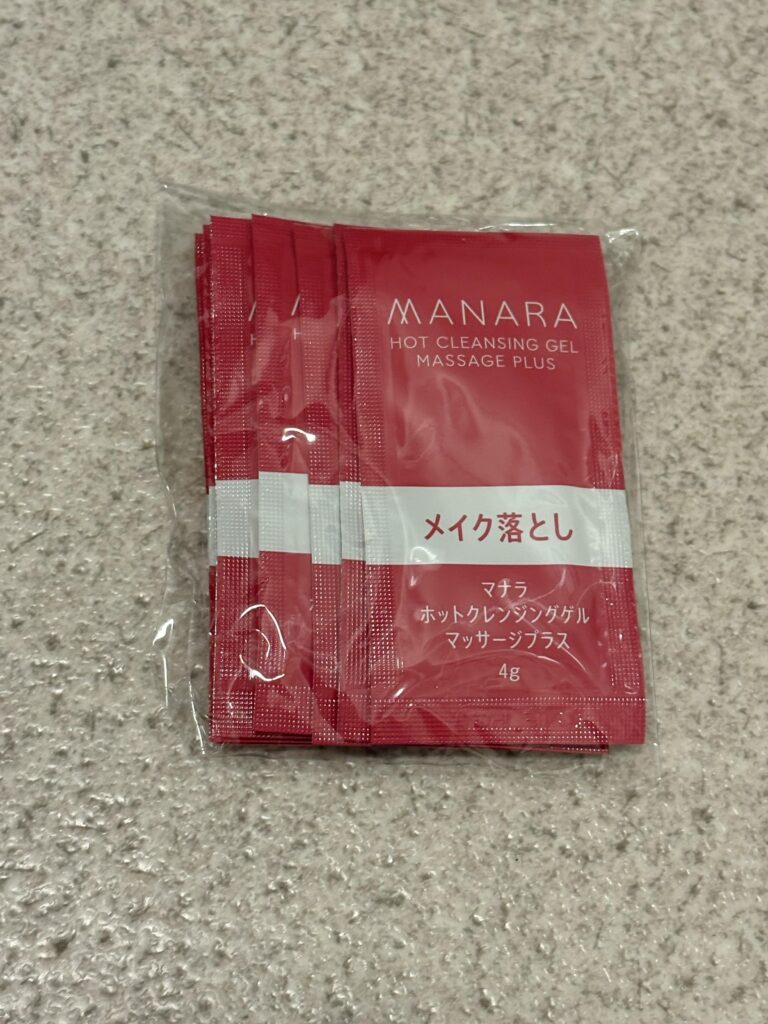 MANARA
HOT CLEANSING GEL
MASSAGE PLUS
メイク落とし
マナラ
ホットクレンジングゲル
マッサージプラス
4g